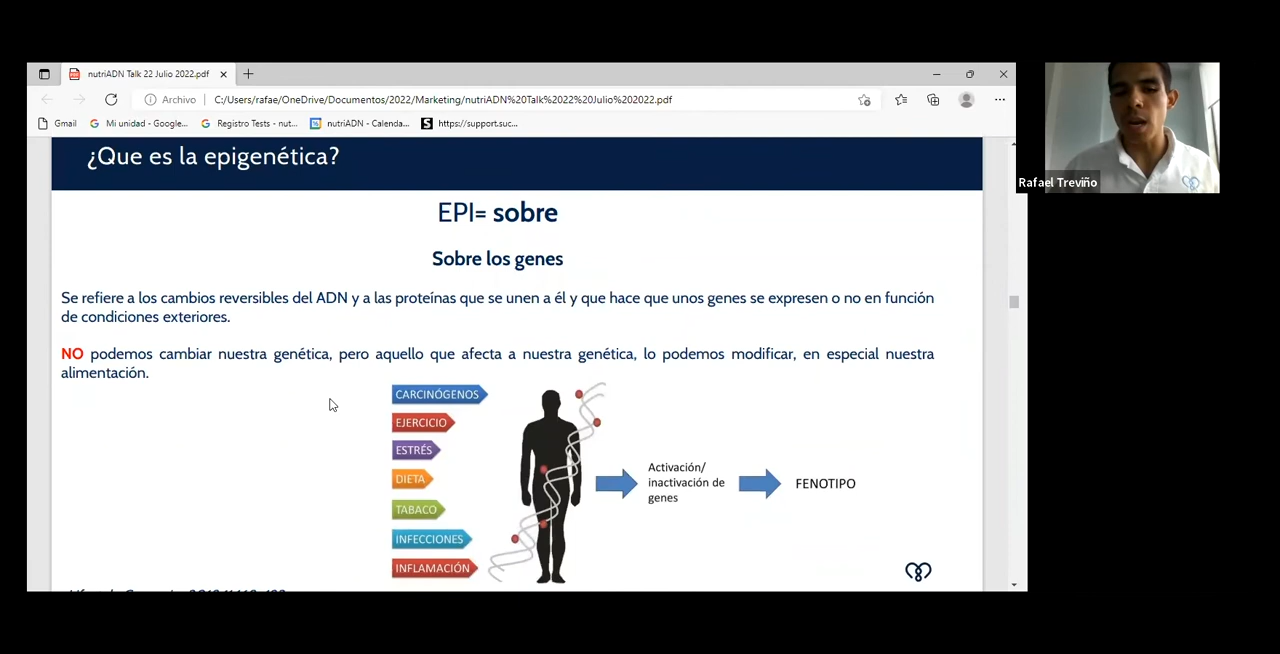 nutriADN Talk 22 Julio 2022.pdf
Archivo
C:/Users/rafae/OneDrive/Documentos/2022/Marketing/nutriADN%20Talk%2022%20Julio%202022.pdf
Gmail
Mi unidad - Google...
Registro Tests - nut...
nutriADN - Calenda...
https://support.suc...
Rafael Treviño
¿Que es la epigenética?
EPI= sobre
Sobre los genes
Se refiere a los cambios reversibles del ADN y a las proteínas que se unen a él y que hace que unos genes se expresen o no en función
de condiciones exteriores.
NO podemos cambiar nuestra genética, pero aquello que afecta a nuestra genética, lo podemos modificar, en especial nuestra
alimentación.
CARCINÓGENOS
EJERCICIO
ESTRÉS
DIETA
TABACO
INFECCIONES
INFLAMACIÓN
Activación/
inactivación de
genes
FENOTIPO